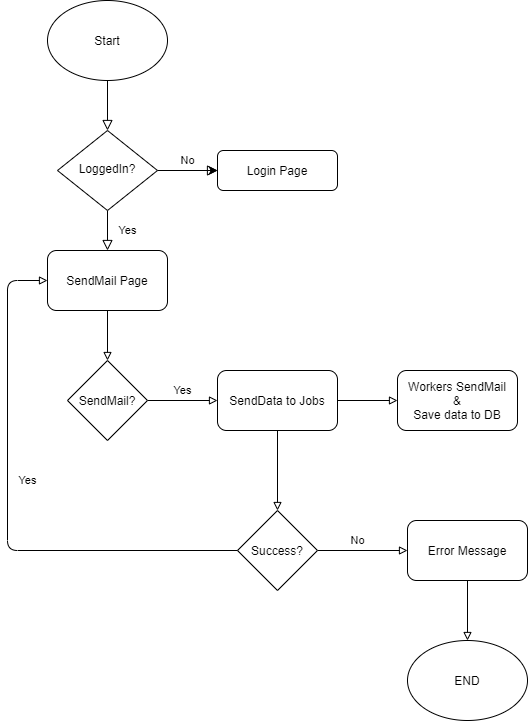 Start
LoggedIn?
No
Login Page
Yes
SendMail Page
SendMail?
Yes
SendData to Jobs
Workers SendMail
&
Save data to DB
Yes
Success?
No
Error Message
END